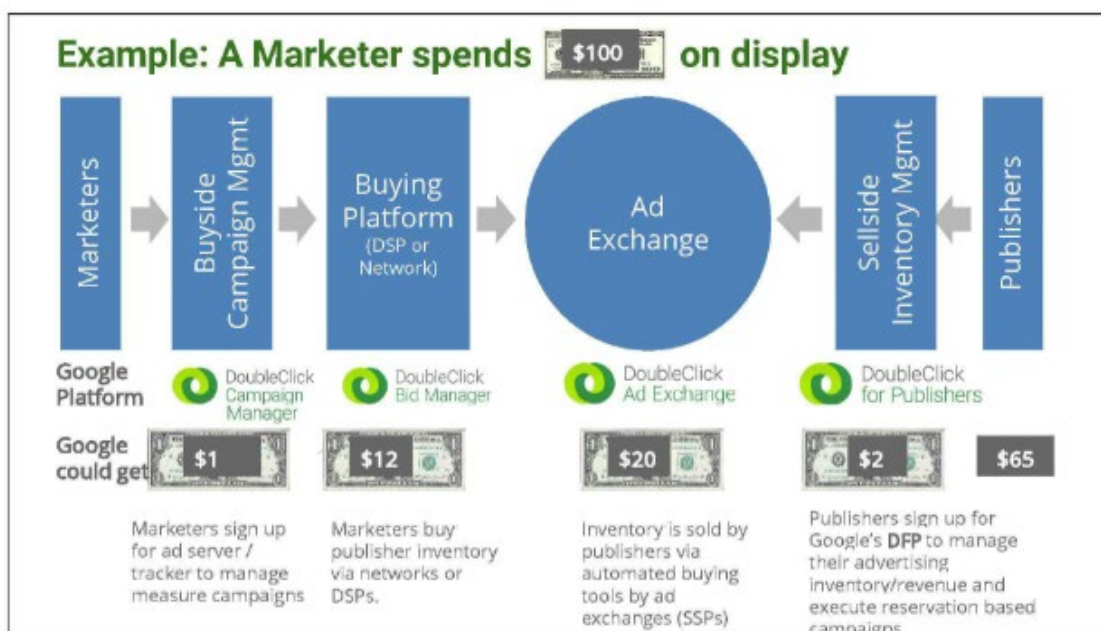 Example: A Marketer spends $100 on display
Marketers
Buyside
Campaign Mgmt
Buying
Platform
(DSP or
Network)
Ad
Exchange
Sellside
Inventory Mgmt
Publishers
Google
Platform
DoubleClick
Campaign
Manager
DoubleClick
Bid Manager
DoubleClick
Ad Exchange
DoubleClick
for Publishers
Google
could get
$1
$12
$20
$2
$65
Marketers sign up
for ad server /
tracker to manage
measure campaigns
Marketers buy
publisher inventory
via networks or
DSPs.
Inventory is sold by
publishers via
automated buying
tools by ad
exchanges (SSPs)
Publishers sign up for
Google's DFP to manage
their advertising
inventory/revenue and
execute reservation based
campaigns